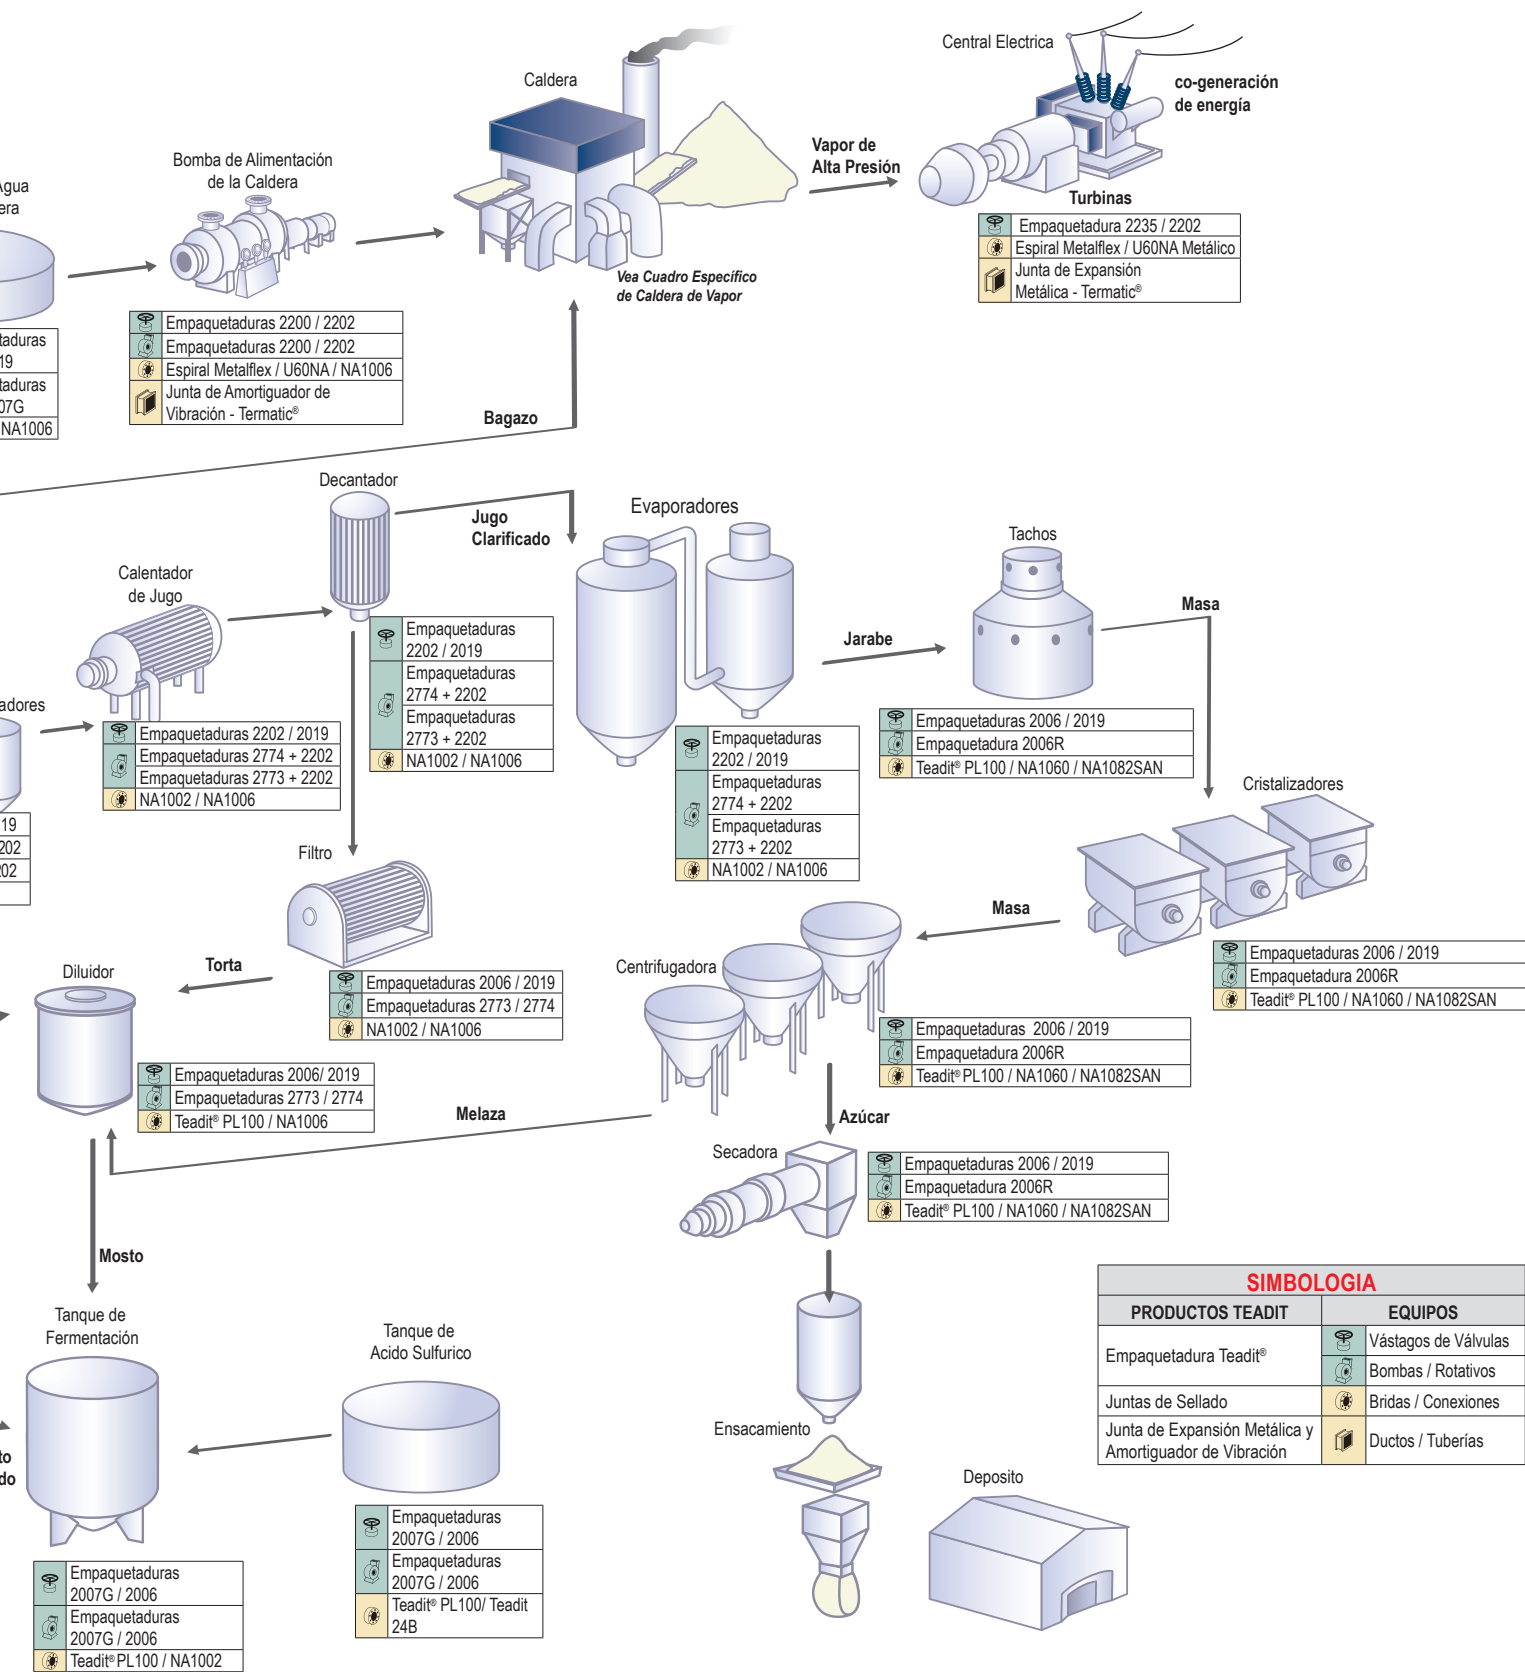 Central Electrica
co-generación
de energía
Caldera
Vapor de
Alta Presión
Turbinas
Empaquetadura 2235 / 2202
Espiral Metalflex / U60NA Metálico
Junta de Expansión
Metálica - Termatic®
Bomba de Alimentación
de la Caldera
Vea Cuadro Específico
de Caldera de Vapor
Empaquetaduras 2200 / 2202
Empaquetaduras 2200 / 2202
Espiral Metalflex / U60NA / NA1006
Junta de Amortiguador de
Vibración - Termatic®
Agua
era
taduras
19
taduras
07G
NA1006
Bagazo
Decantador
Jugo
Clarificado
Evaporadores
Tachos
Calentador
de Jugo
Masa
Jarabe
Empaquetaduras
2202 / 2019
Empaquetaduras
2774 + 2202
Empaquetaduras
2773 + 2202
NA1002 / NA1006
adores
Empaquetaduras 2202 / 2019
Empaquetaduras 2774 + 2202
Empaquetaduras 2773 + 2202
NA1002 / NA1006
19
202
202
Empaquetaduras
2202 / 2019
Empaquetaduras
2774 + 2202
Empaquetaduras
2773 + 2202
NA1002 / NA1006
Empaquetaduras 2006 / 2019
Empaquetadura 2006R
Teadit® PL100 / NA1060 / NA1082SAN
Cristalizadores
Filtro
Masa
Empaquetaduras 2006 / 2019
Empaquetadura 2006R
Teadit® PL100 / NA1060 / NA1082SAN
Centrifugadora
Torta
Diluidor
Empaquetaduras 2006 / 2019
Empaquetaduras 2773 / 2774
NA1002 / NA1006
Empaquetaduras 2006 / 2019
Empaquetadura 2006R
Teadit® PL100 / NA1060 / NA1082SAN
Empaquetaduras 2006/ 2019
Empaquetaduras 2773 / 2774
Teadit® PL100 / NA1006
Melaza
Azúcar
Secadora
Empaquetaduras 2006 / 2019
Empaquetadura 2006R
Teadit® PL100 / NA1060 / NA1082SAN
Mosto
Tanque de
Fermentación
Tanque de
Acido Sulfurico
SIMBOLOGIA
PRODUCTOS TEADIT
EQUIPOS
Empaquetadura Teadit®
Vástagos de Válvulas
Bombas / Rotativos
Juntas de Sellado
Bridas / Conexiones
Junta de Expansión Metálica y
Amortiguador de Vibración
Ductos / Tuberías
to
do
Ensacamiento
Deposito
Empaquetaduras
2007G / 2006
Empaquetaduras
2007G / 2006
Teadit® PL100/ Teadit
24B
Empaquetaduras
2007G / 2006
Empaquetaduras
2007G / 2006
Teadit® PL100 / NA1002